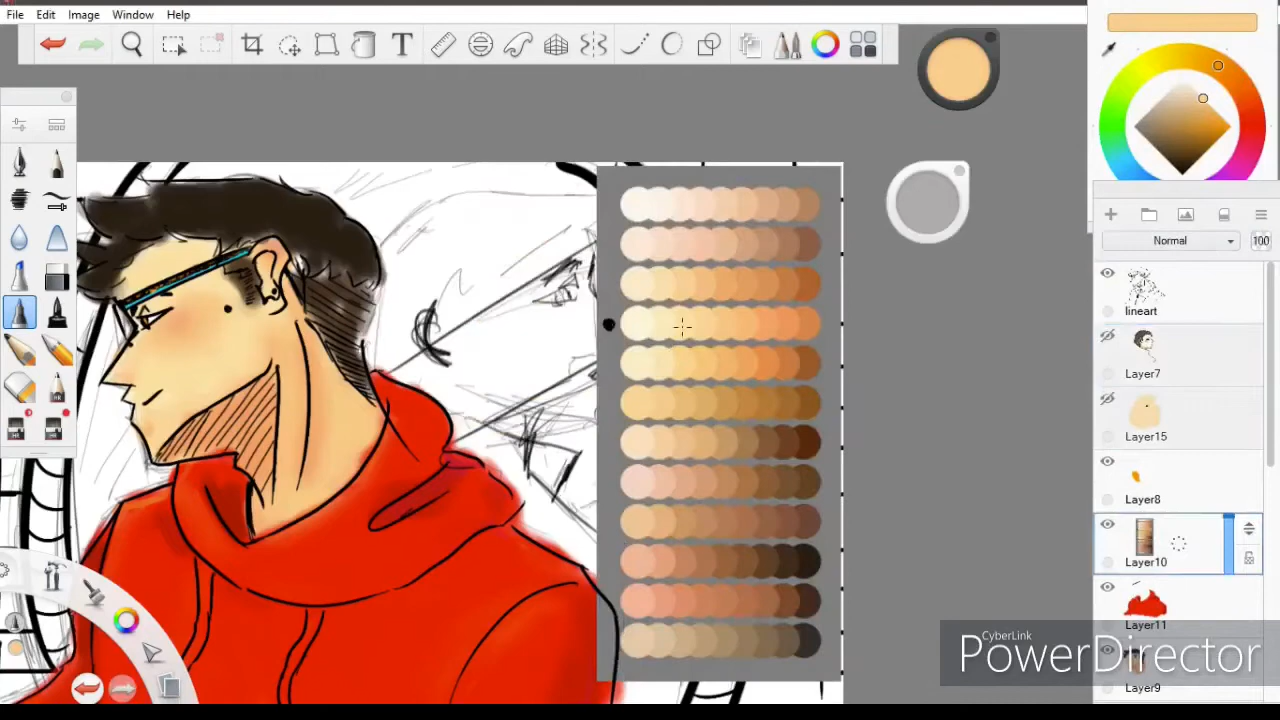 File Edit Image Window Help
Normal
100
lineart
Layer7
Layer15
Layer8
Layer10
Layer11
Layer9
CyberLink
PowerDirector